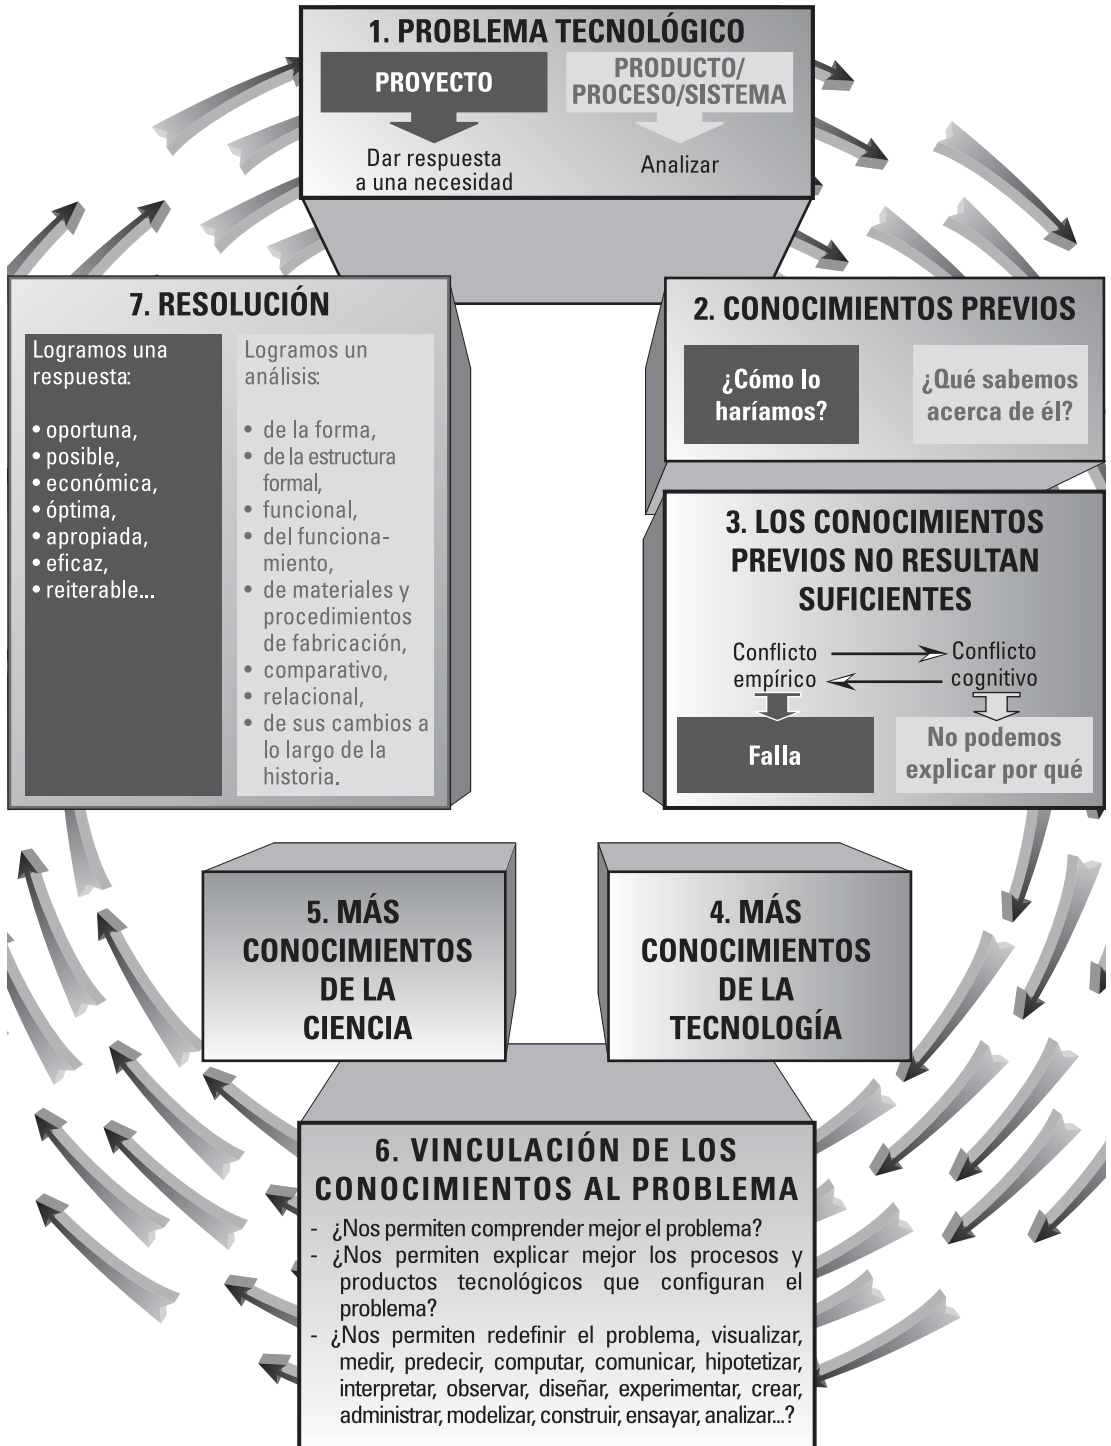 1. PROBLEMA TECNOLÓGICO
PROYECTO
Dar respuesta
a una necesidad
PRODUCTO/
PROCESO/SISTEMA
Analizar
2. CONOCIMIENTOS PREVIOS
¿Cómo lo
haríamos?
¿Qué sabemos
acerca de él?
3. LOS CONOCIMIENTOS
PREVIOS NO RESULTAN
SUFICIENTES
Conflicto
empírico
Conflicto
cognitivo
Falla
No podemos
explicar por qué
4. MÁS
CONOCIMIENTOS
DE LA
TECNOLOGÍA
5. MÁS
CONOCIMIENTOS
DE LA
CIENCIA
6. VINCULACIÓN DE LOS
CONOCIMIENTOS AL PROBLEMA
- ¿Nos permiten comprender mejor el problema?
- ¿Nos permiten explicar mejor los procesos y
productos tecnológicos que configuran el
problema?
- ¿Nos permiten redefinir el problema, visualizar,
medir, predecir, computar, comunicar, hipotetizar,
interpretar, observar, diseñar, experimentar, crear,
administrar, modelizar, construir, ensayar, analizar...?
7. RESOLUCIÓN
Logramos una
respuesta:
• oportuna,
• posible,
• económica,
• óptima,
• apropiada,
• eficaz,
• reiterable...
Logramos un
análisis:
• de la forma,
• de la estructura
formal,
• funcional,
• del funciona-
miento,
• de materiales y
procedimientos
de fabricación,
• comparativo,
• relacional,
• de sus cambios a
lo largo de la
historia.